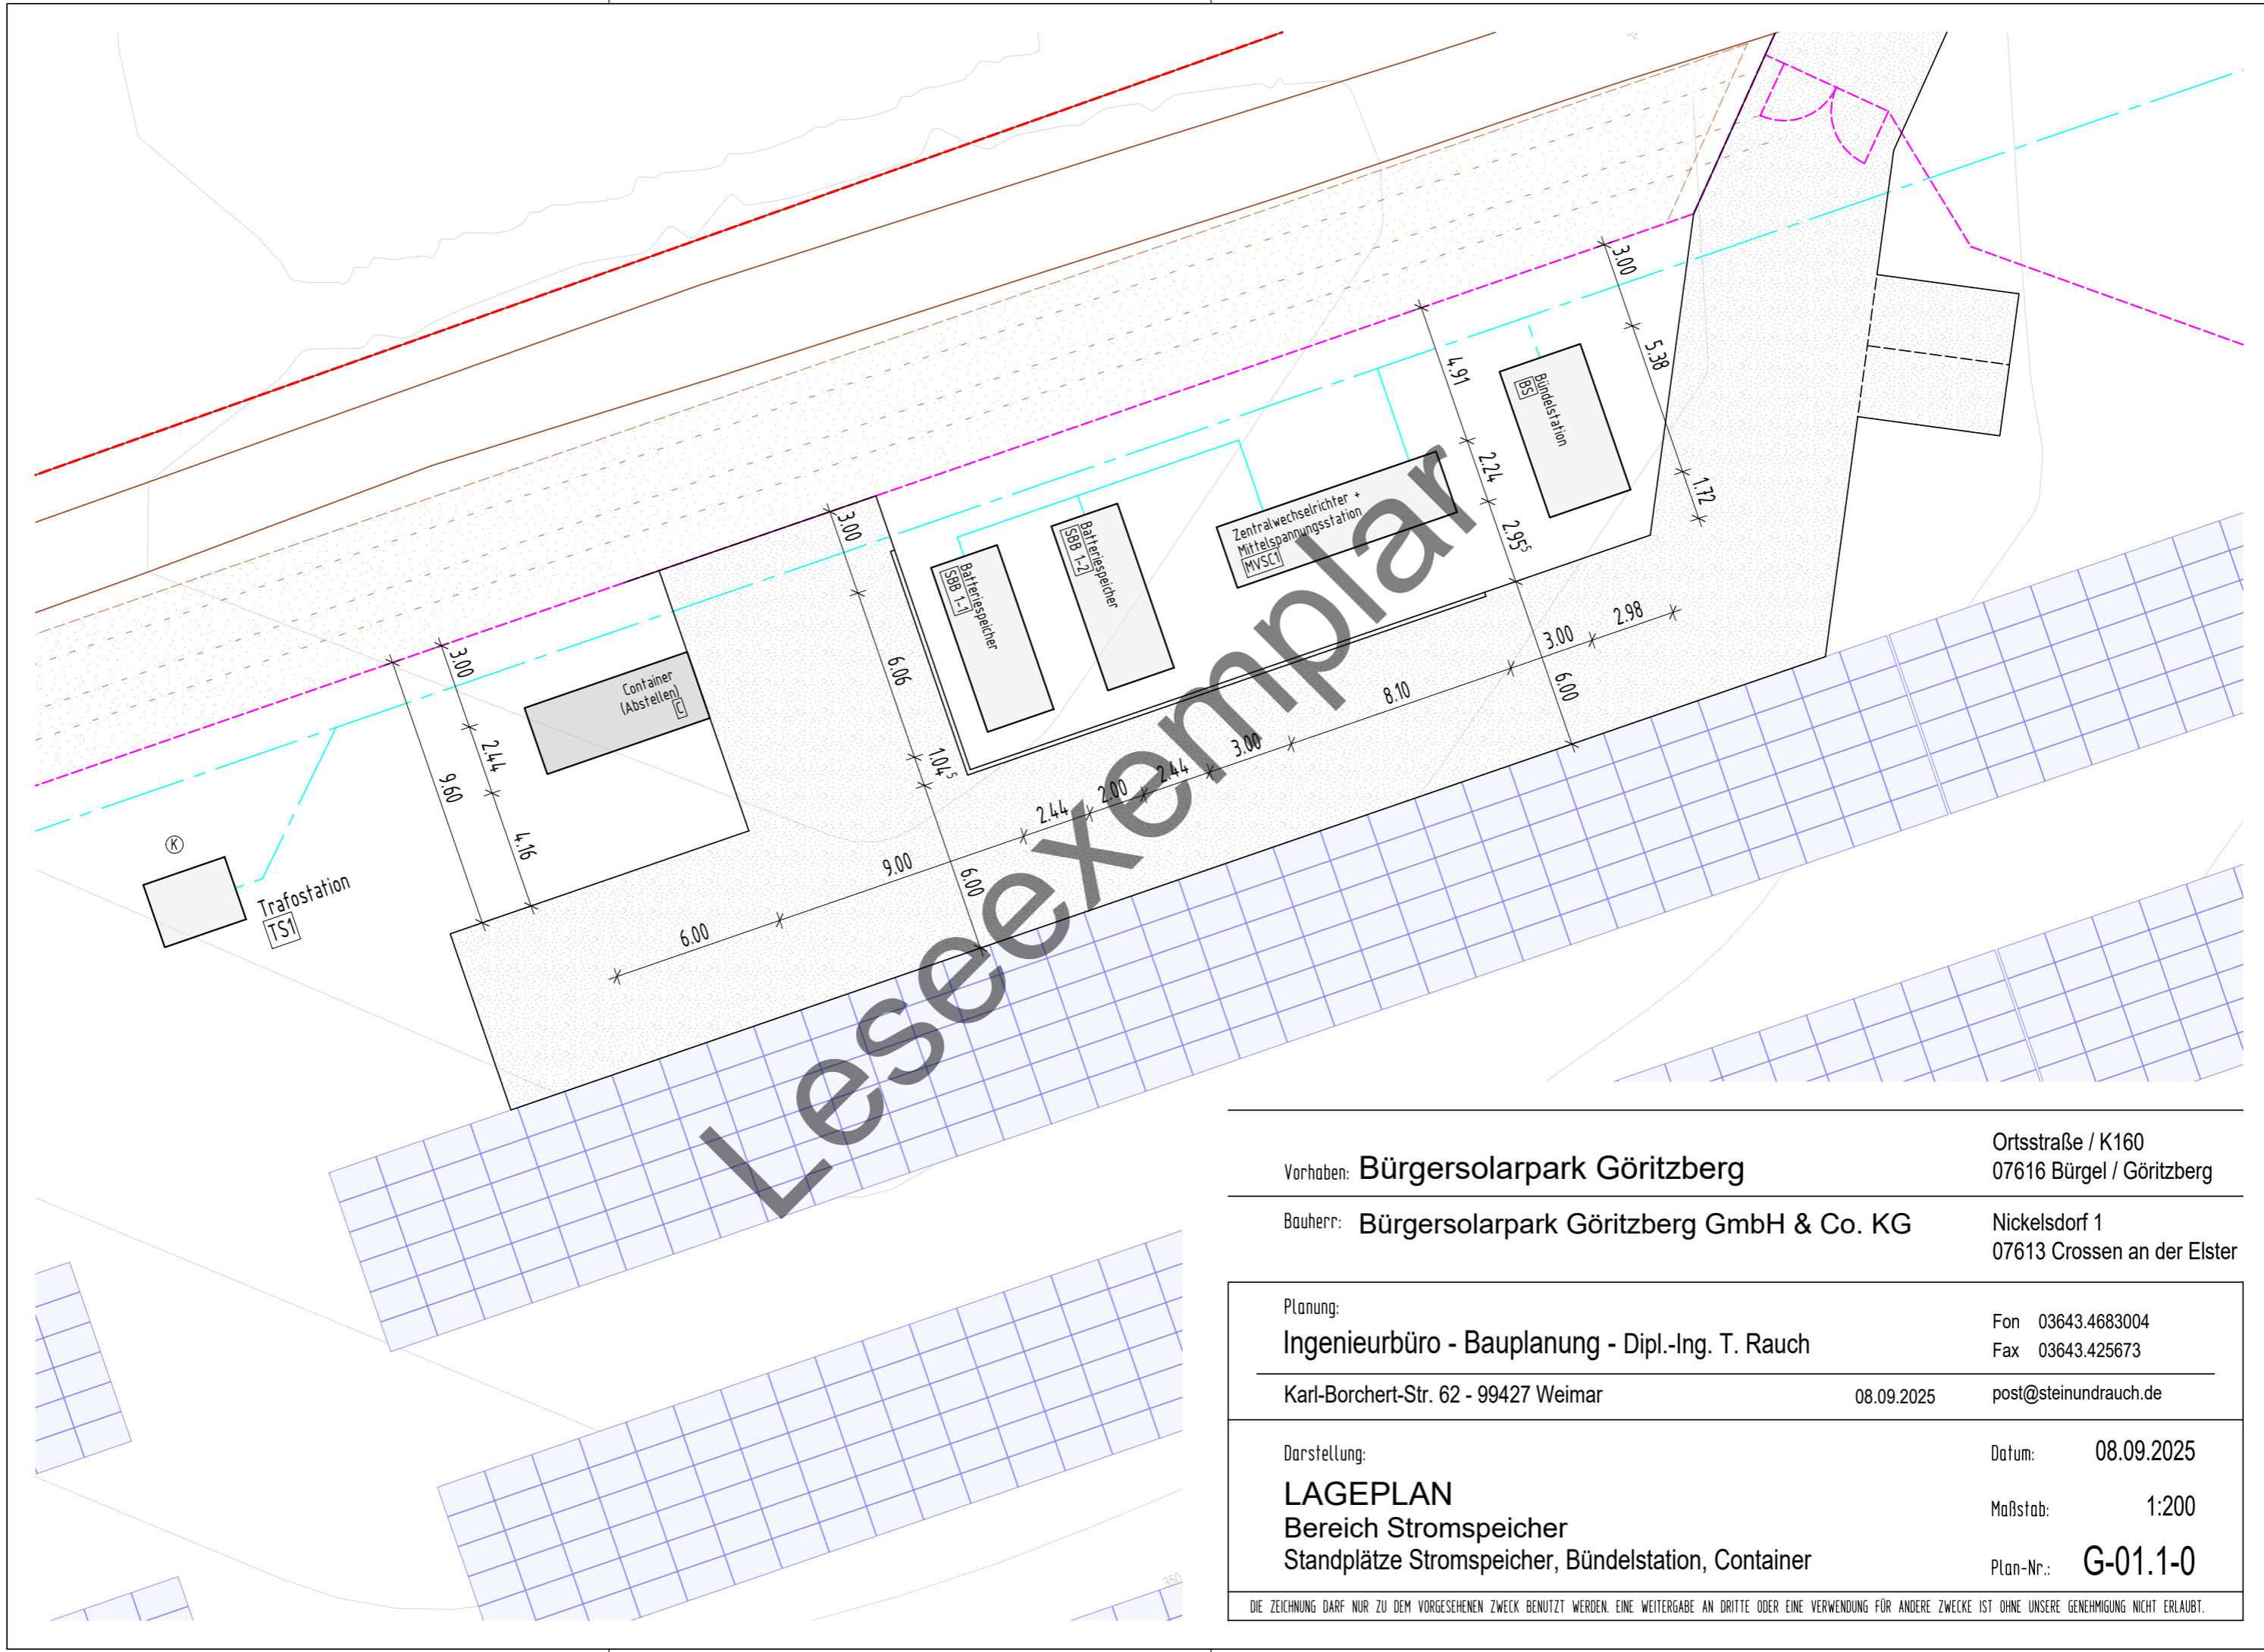 3.00
5.38
1.72
4.91
2.24
2.95⁵
6.00
Bündelstation
BS
Zentralwechselrichter +
Mittelspannungsstation
MVSC1
Batteriespeicher
SBB 1-2
Batteriespeicher
SBB 1-1
3.00
6.06
1.04⁵
6.00
Container
(Abstellen)
C
3.00
2.44
4.16
9.60
K
Trafostation
TS1
6.00
9.00
2.44
2.00
2.44
3.00
8.10
3.00
2.98
Leseexemplar
350
Vorhaben: Bürgersolarpark Göritzberg
Ortsstraße / K160
07616 Bürgel / Göritzberg
Bauherr: Bürgersolarpark Göritzberg GmbH & Co. KG
Nickelsdorf 1
07613 Crossen an der Elster
Planung:
Ingenieurbüro - Bauplanung - Dipl.-Ing. T. Rauch
Fon 03643.4683004
Fax 03643.425673
Karl-Borchert-Str. 62 - 99427 Weimar 08.09.2025 post@steinundrauch.de
Darstellung:
LAGEPLAN
Bereich Stromspeicher
Standplätze Stromspeicher, Bündelstation, Container
Datum: 08.09.2025
Maßstab: 1:200
Plan-Nr.: G-01.1-0
DIE ZEICHNUNG DARF NUR ZU DEM VORGESEHENEN ZWECK BENUTZT WERDEN. EINE WEITERGABE AN DRITTE ODER EINE VERWENDUNG FÜR ANDERE ZWECKE IST OHNE UNSERE GENEHMIGUNG NICHT ERLAUBT.